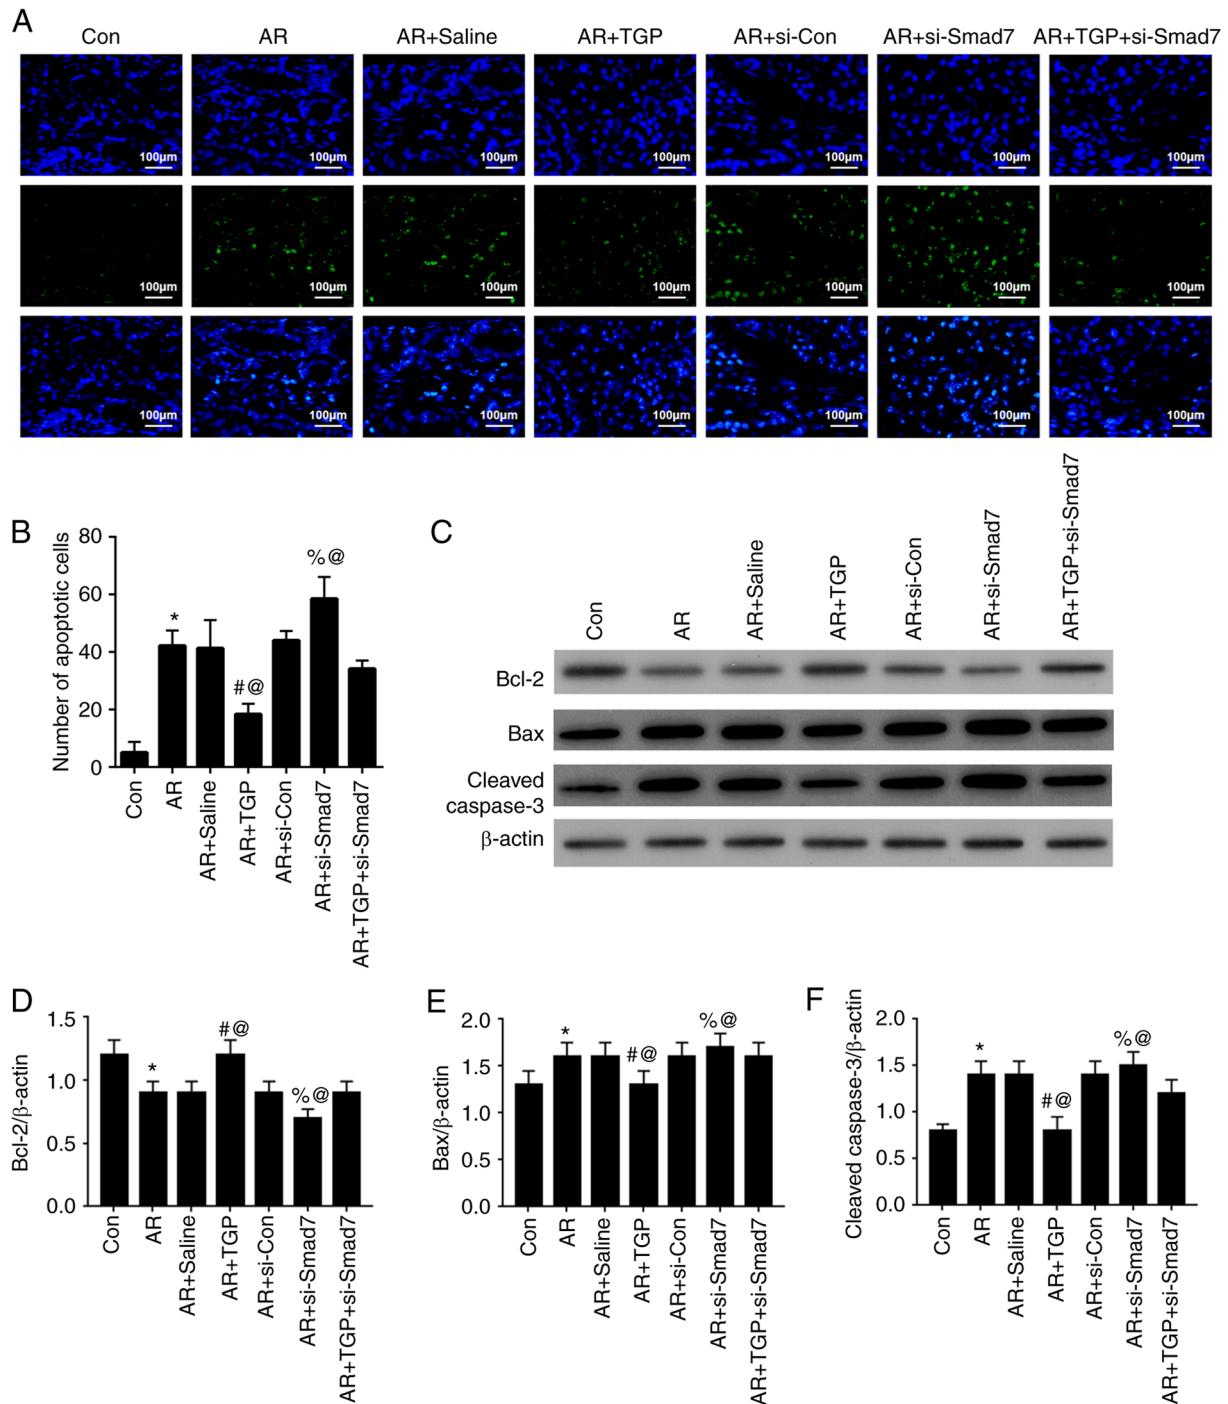 A
Con AR AR+Saline AR+TGP AR+si-Con AR+si-Smad7 AR+TGP+si-Smad7
100μm 100μm 100μm 100μm 100μm 100μm 100μm
100μm 100μm 100μm 100μm 100μm 100μm 100μm
100μm 100μm 100μm 100μm 100μm 100μm 100μm
B
Number of apoptotic cells
80
60
40
20
0
*
#@
%@
Con
AR
AR+Saline
AR+TGP
AR+si-Con
AR+si-Smad7
AR+TGP+si-Smad7
C
Con
AR
AR+Saline
AR+TGP
AR+si-Con
AR+si-Smad7
AR+TGP+si-Smad7
Bcl-2
Bax
Cleaved
caspase-3
β-actin
D
Bcl-2/β-actin
1.5
1.0
0.5
0.0
*
#@
%@
Con
AR
AR+Saline
AR+TGP
AR+si-Con
AR+si-Smad7
AR+TGP+si-Smad7
E
Bax/β-actin
2.0
1.5
1.0
0.5
0.0
*
#@
%@
Con
AR
AR+Saline
AR+TGP
AR+si-Con
AR+si-Smad7
AR+TGP+si-Smad7
F
Cleaved caspase-3/β-actin
2.0
1.5
1.0
0.5
0.0
*
#@
%@
Con
AR
AR+Saline
AR+TGP
AR+si-Con
AR+si-Smad7
AR+TGP+si-Smad7